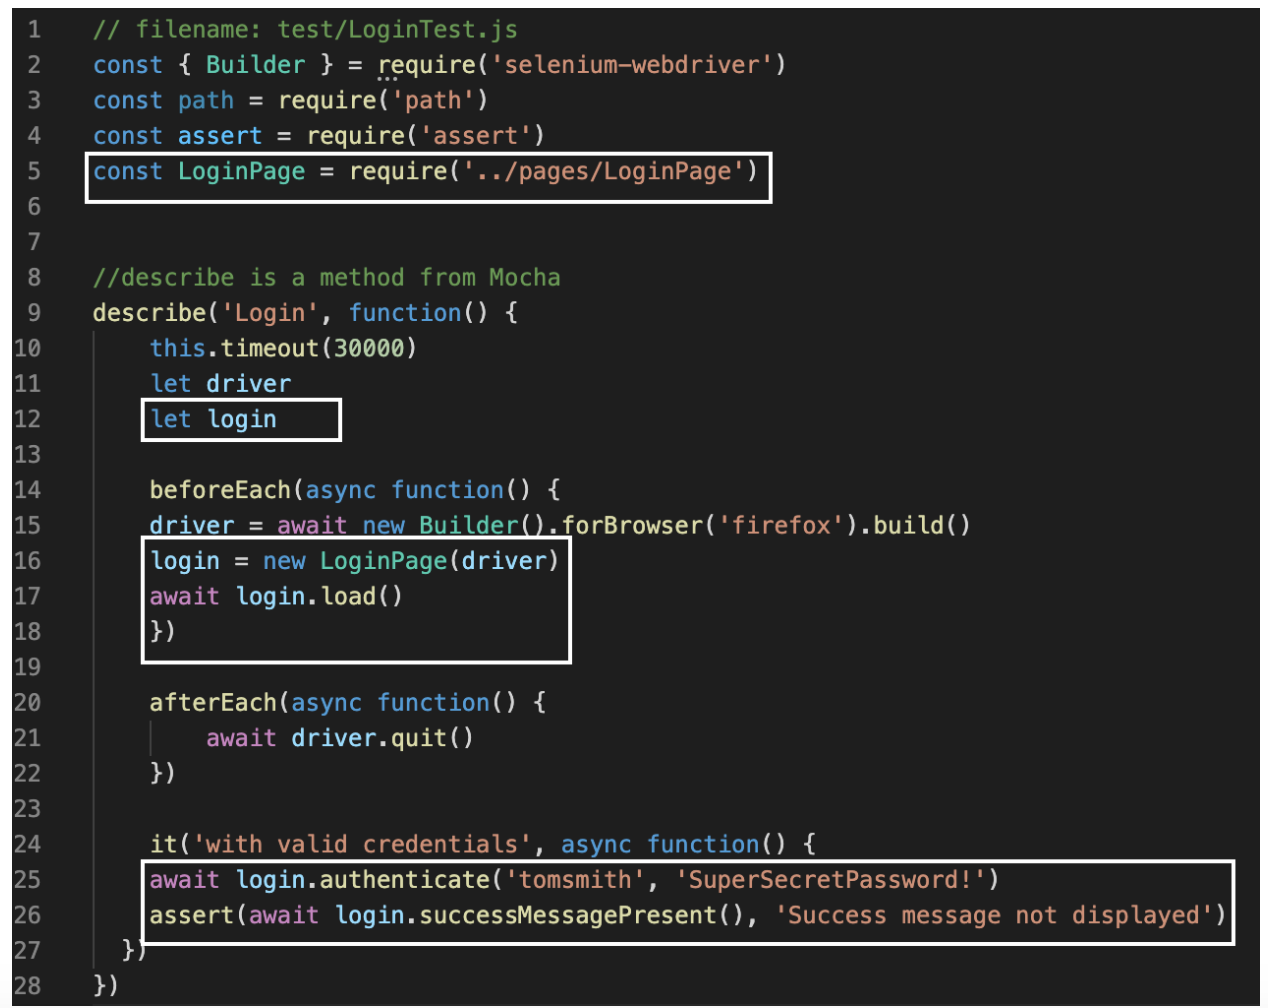 1 // filename: test/LoginTest.js
2 const { Builder } = require('selenium-webdriver')
3 const path = require('path')
4 const assert = require('assert')
5 const LoginPage = require('../pages/LoginPage')
6
7
8 //describe is a method from Mocha
9 describe('Login', function() {
10 this.timeout(30000)
11 let driver
12 let login
13
14 beforeEach(async function() {
15 driver = await new Builder().forBrowser('firefox').build()
16 login = new LoginPage(driver)
17 await login.load()
18 })
19
20 afterEach(async function() {
21 await driver.quit()
22 })
23
24 it('with valid credentials', async function() {
25 await login.authenticate('tomsmith', 'SuperSecretPassword!')
26 assert(await login.successMessagePresent(), 'Success message not displayed')
27 })
28 })